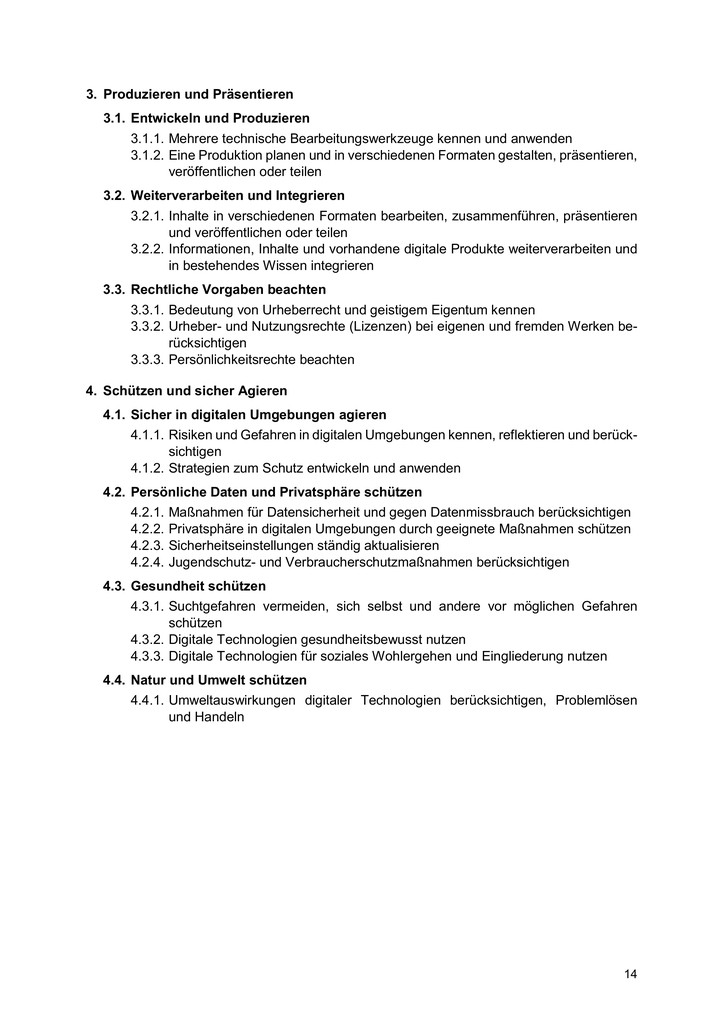 3. Produzieren und Präsentieren
3.1. Entwickeln und Produzieren
3.1.1. Mehrere technische Bearbeitungswerkzeuge kennen und anwenden
3.1.2. Eine Produktion planen und in verschiedenen Formaten gestalten, präsentieren,
veröffentlichen oder teilen
3.2. Weiterverarbeiten und Integrieren
3.2.1. Inhalte in verschiedenen Formaten bearbeiten, zusammenführen, präsentieren
und veröffentlichen oder teilen
3.2.2. Informationen, Inhalte und vorhandene digitale Produkte weiterverarbeiten und
in bestehendes Wissen integrieren
3.3. Rechtliche Vorgaben beachten
3.3.1. Bedeutung von Urheberrecht und geistigem Eigentum kennen
3.3.2. Urheber- und Nutzungsrechte (Lizenzen) bei eigenen und fremden Werken be-
rücksichtigen
3.3.3. Persönlichkeitsrechte beachten
4. Schützen und sicher Agieren
4.1. Sicher in digitalen Umgebungen agieren
4.1.1. Risiken und Gefahren in digitalen Umgebungen kennen, reflektieren und berück-
sichtigen
4.1.2. Strategien zum Schutz entwickeln und anwenden
4.2. Persönliche Daten und Privatsphäre schützen
4.2.1. Maßnahmen für Datensicherheit und gegen Datenmissbrauch berücksichtigen
4.2.2. Privatsphäre in digitalen Umgebungen durch geeignete Maßnahmen schützen
4.2.3. Sicherheitseinstellungen ständig aktualisieren
4.2.4. Jugendschutz- und Verbraucherschutzmaßnahmen berücksichtigen
4.3. Gesundheit schützen
4.3.1. Suchtgefahren vermeiden, sich selbst und andere vor möglichen Gefahren
schützen
4.3.2. Digitale Technologien gesundheitsbewusst nutzen
4.3.3. Digitale Technologien für soziales Wohlergehen und Eingliederung nutzen
4.4. Natur und Umwelt schützen
4.4.1. Umweltauswirkungen digitaler Technologien berücksichtigen, Problemlösen
und Handeln
14